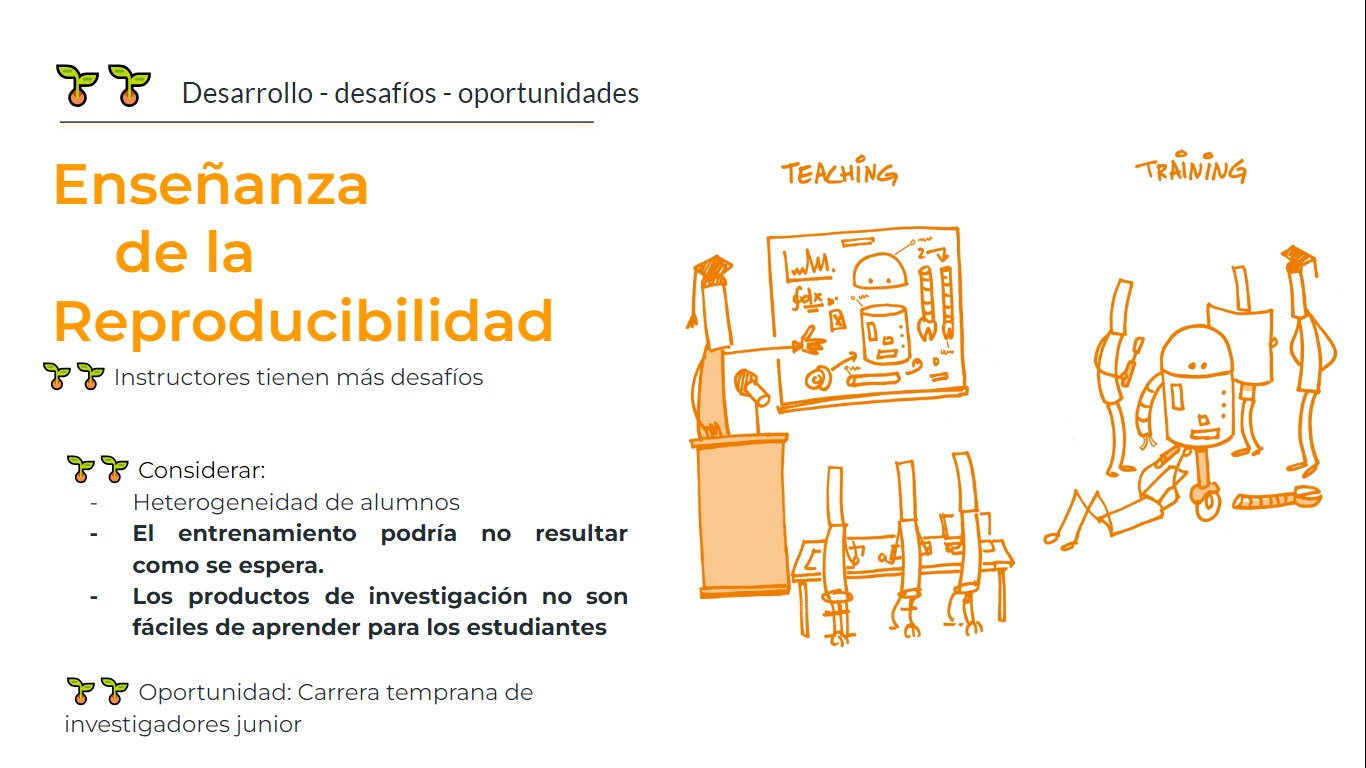 Desarrollo - desafíos - oportunidades
Enseñanza
de la
Reproducibilidad
Instructores tienen más desafíos
Considerar:
- Heterogeneidad de alumnos
- El entrenamiento podría no resultar
como se espera.
- Los productos de investigación no son
fáciles de aprender para los estudiantes
Oportunidad: Carrera temprana de
investigadores junior
TEACHING
TRAINING
∮dx
2